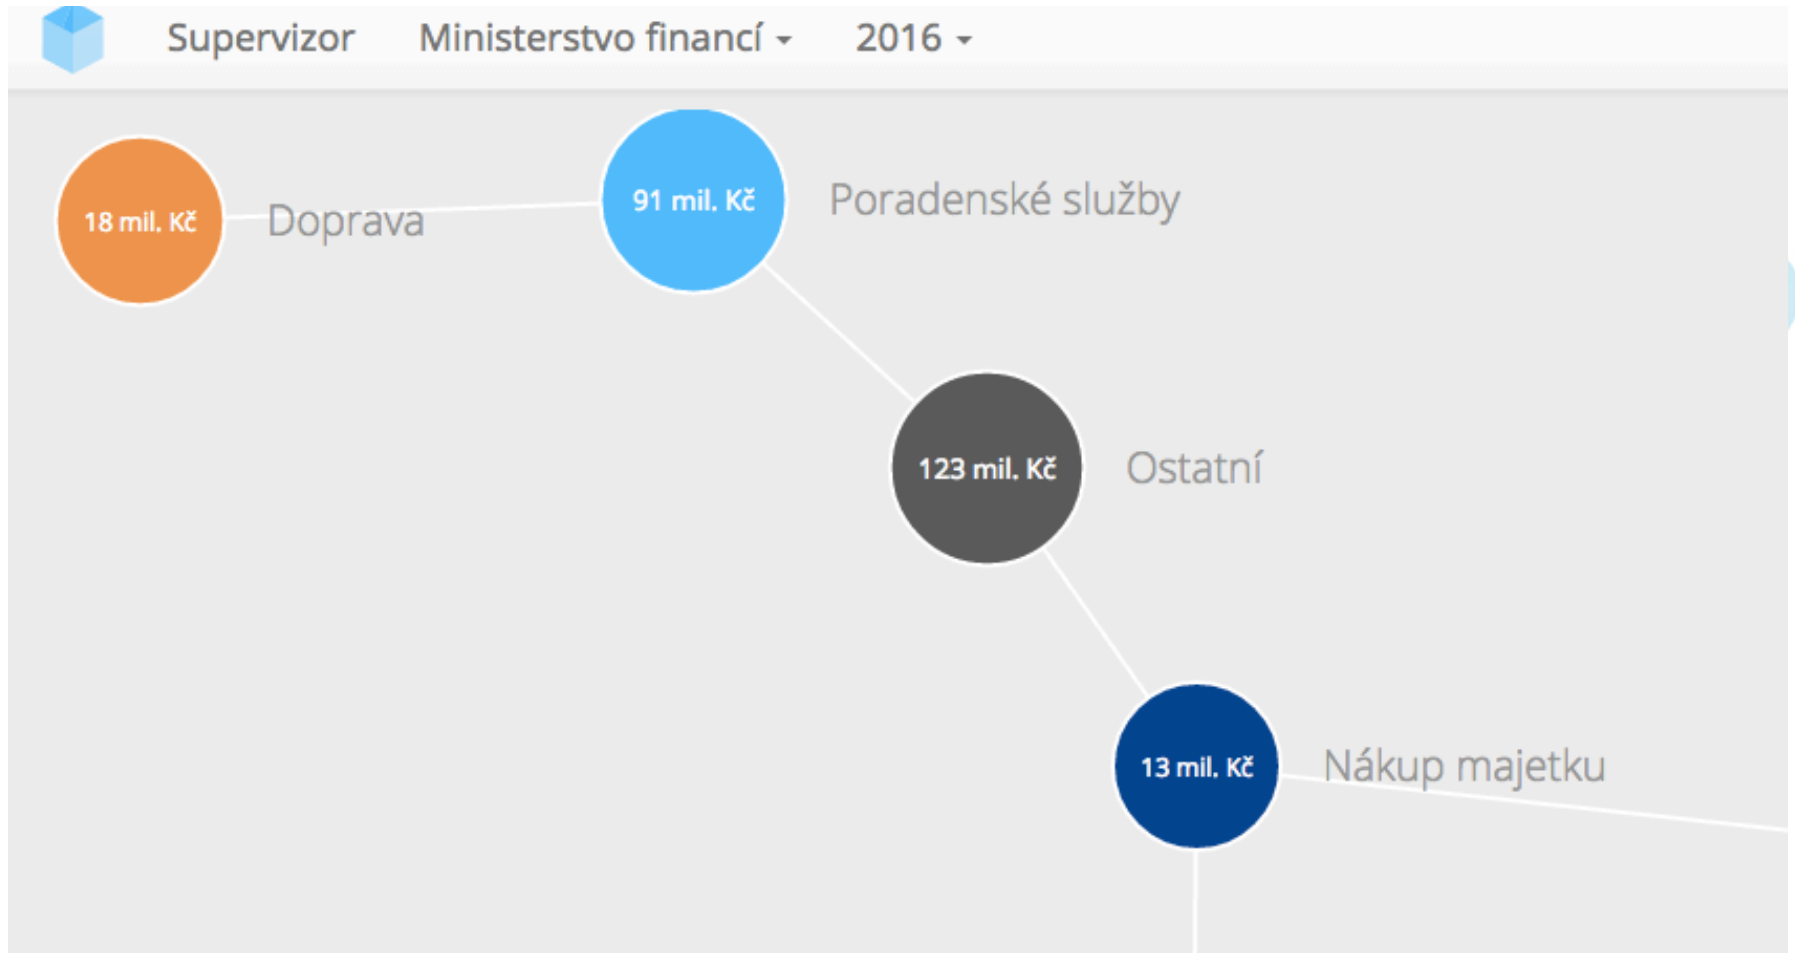 Supervizor Ministerstvo financí 2016
18 mil. Kč Doprava
91 mil. Kč Poradenské služby
123 mil. Kč Ostatní
13 mil. Kč Nákup majetku